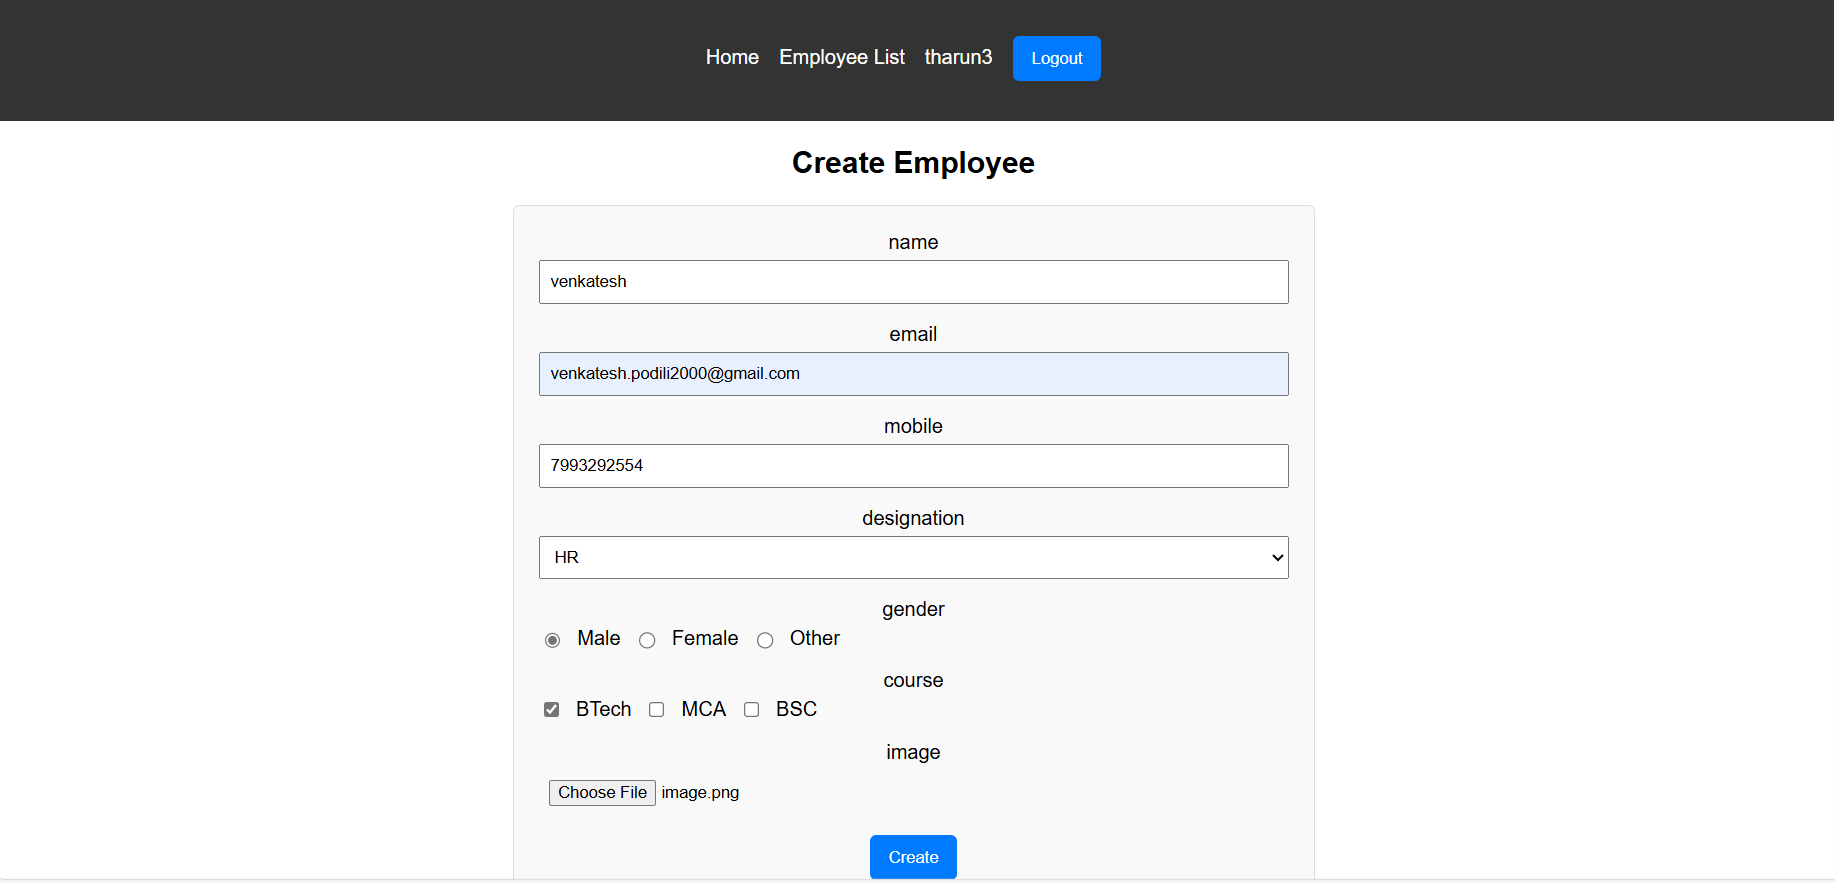 Home Employee List tharun3 Logout
Create Employee
name
venkatesh
email
venkatesh.podili2000@gmail.com
mobile
7993292554
designation
HR
gender
Male Female Other
course
BTech MCA BSC
image
Choose File image.png
Create